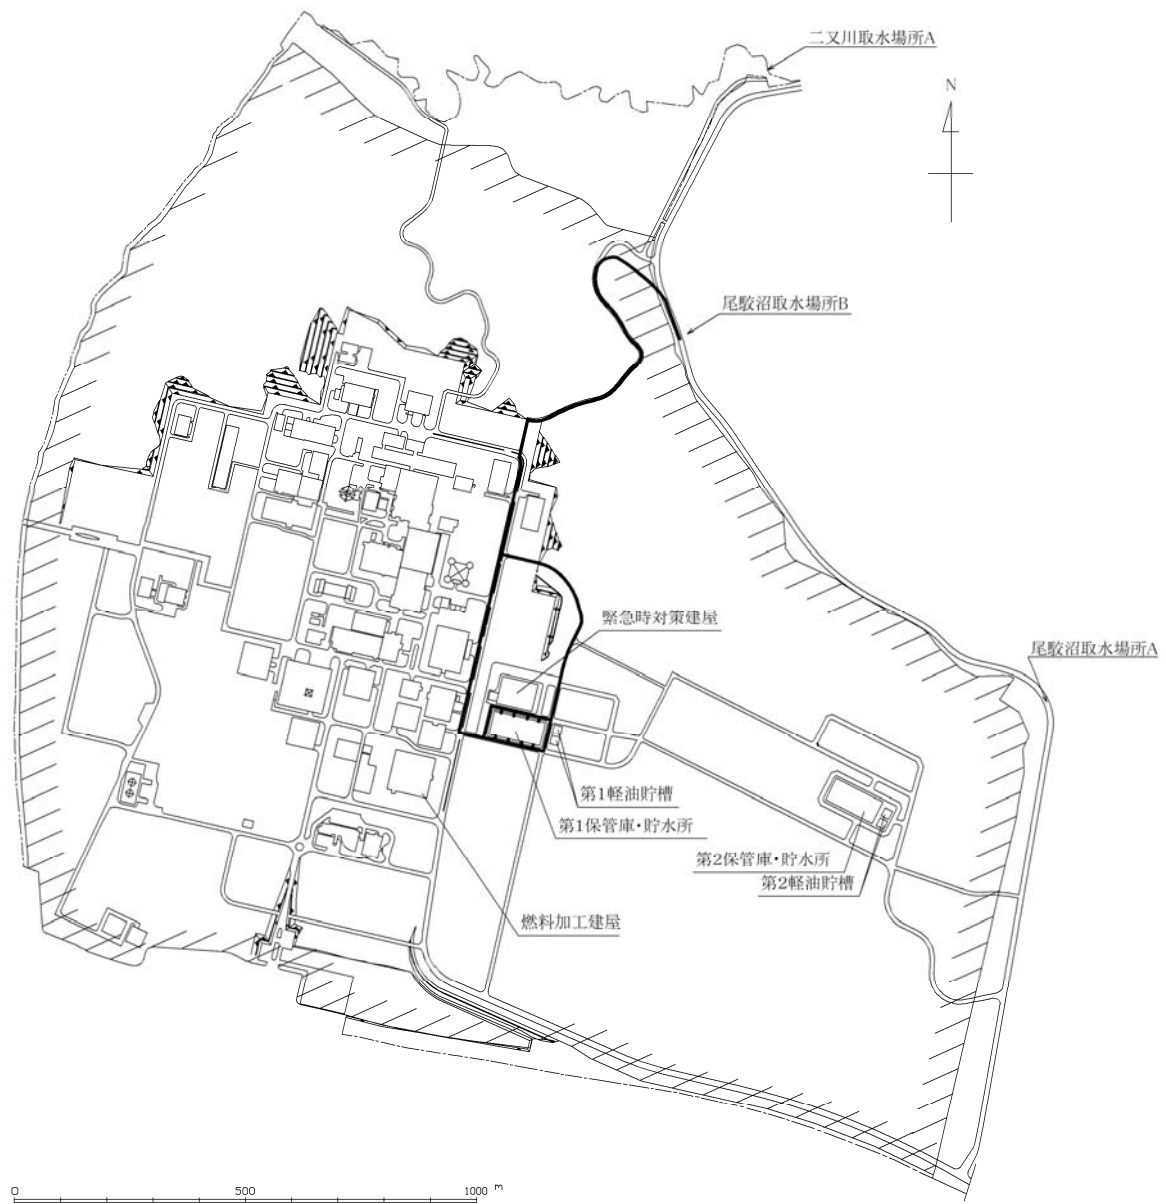 二又川取水場所A
N
尾駮沼取水場所B
緊急時対策建屋
尾駮沼取水場所A
第1軽油貯槽
第1保管庫・貯水所
第2保管庫・貯水所
第2軽油貯槽
燃料加工建屋
0 500 1000 m